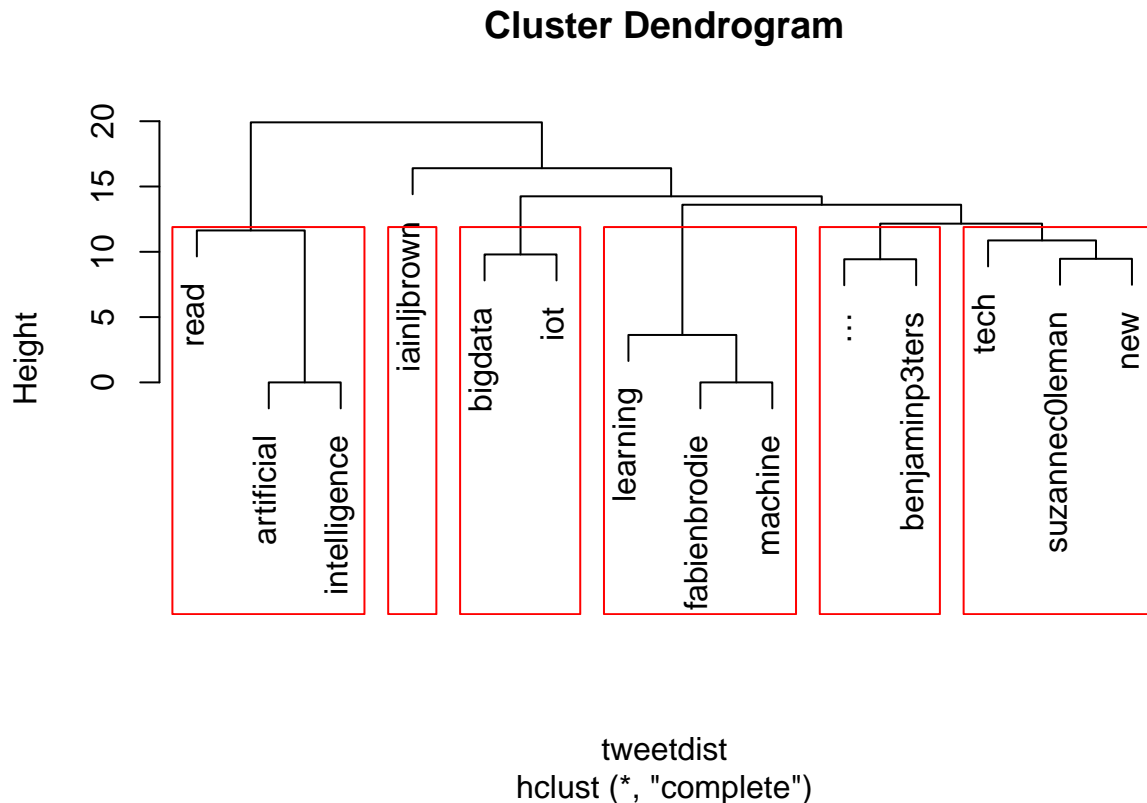 Cluster Dendrogram
Height
20
15
10
5
0
read
artificial
intelligence
iainljbrown
bigdata
iot
learning
fabienbrodie
machine
…
benjaminp3ters
tech
suzannec0leman
new
tweetdist
hclust (*, "complete")